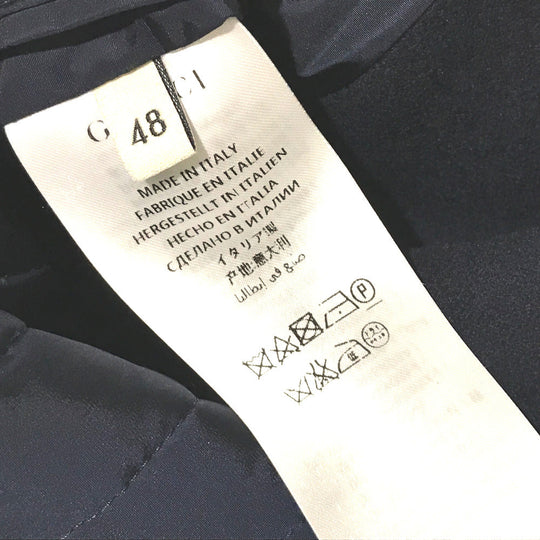 G CI
48
MADE IN ITALY
FABRIQUE EN ITALIE
HERGESTELLT IN ITALIEN
HECHO EN ITALIA
СДЕЛАНО В ИТАЛИИ
イタリア製
产地:意大利
صنع في إيطاليا
P